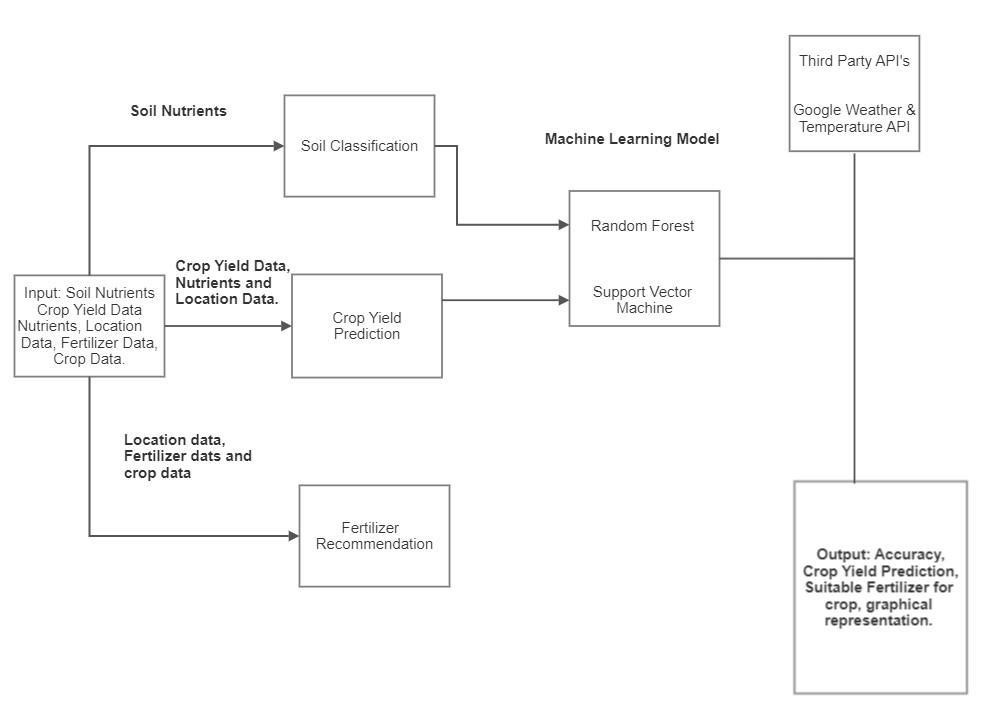 Third Party API's
Google Weather &
Temperature API
Soil Nutrients
Soil Classification
Machine Learning Model
Random Forest
Support Vector
Machine
Crop Yield Data,
Nutrients and
Location Data.
Input: Soil Nutrients
Crop Yield Data
Nutrients, Location
Data, Fertilizer Data,
Crop Data.
Crop Yield
Prediction
Location data,
Fertilizer dats and
crop data
Fertilizer
Recommendation
Output: Accuracy,
Crop Yield Prediction,
Suitable Fertilizer for
crop, graphical
representation.